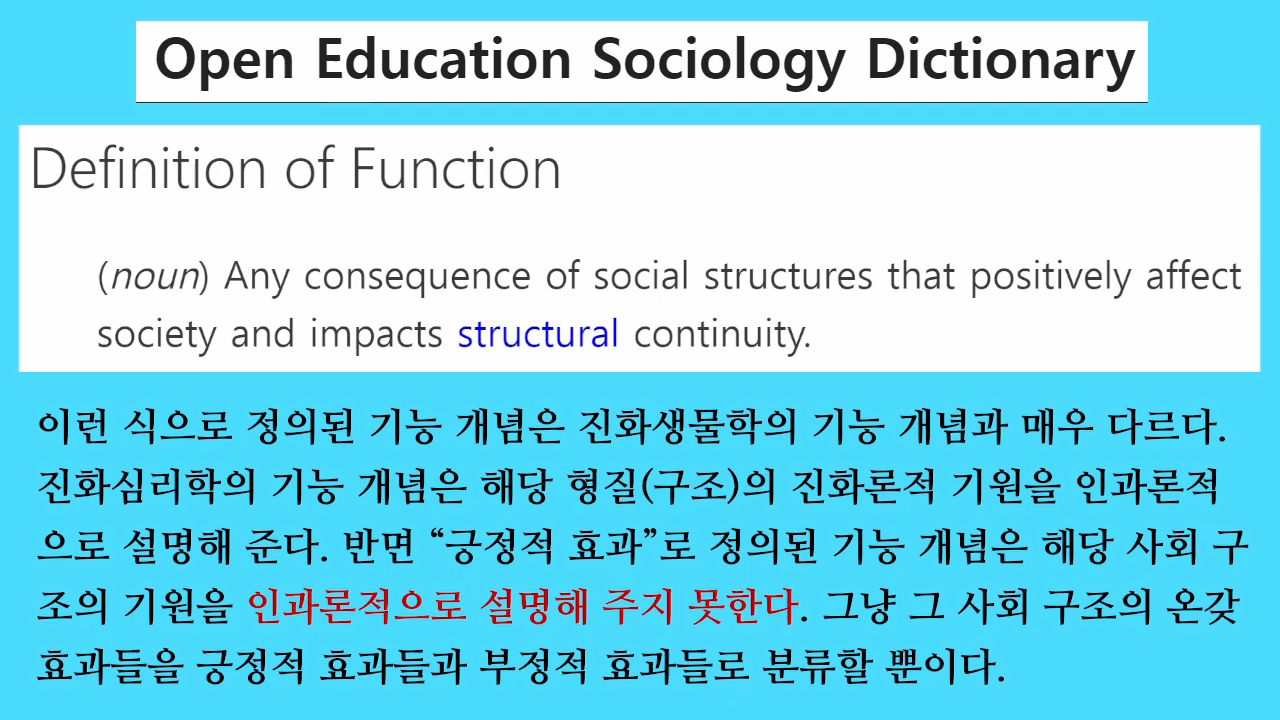 Open Education Sociology Dictionary
Definition of Function
(noun) Any consequence of social structures that positively affect
society and impacts structural continuity.
이런 식으로 정의된 기능 개념은 진화생물학의 기능 개념과 매우 다르다.
진화심리학의 기능 개념은 해당 형질(구조)의 진화론적 기원을 인과론적
으로 설명해 준다. 반면 “긍정적 효과”로 정의된 기능 개념은 해당 사회 구
조의 기원을 인과론적으로 설명해 주지 못한다. 그냥 그 사회 구조의 온갖
효과들을 긍정적 효과들과 부정적 효과들로 분류할 뿐이다.